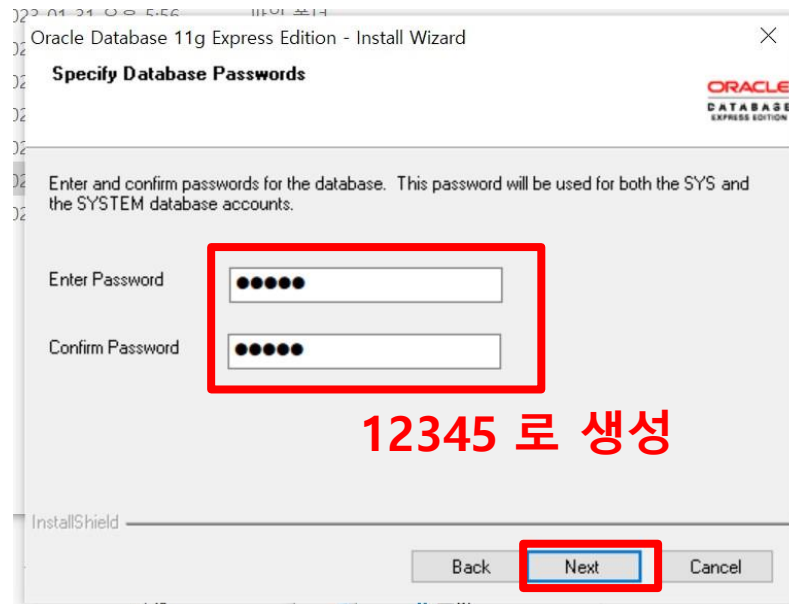 Oracle Database 11g Express Edition - Install Wizard
Specify Database Passwords
ORACLE
DATABASE
EXPRESS EDITION
Enter and confirm passwords for the database. This password will be used for both the SYS and
the SYSTEM database accounts.
Enter Password
●●●●●
Confirm Password
●●●●●
12345 로 생성
InstallShield
Back
Next
Cancel